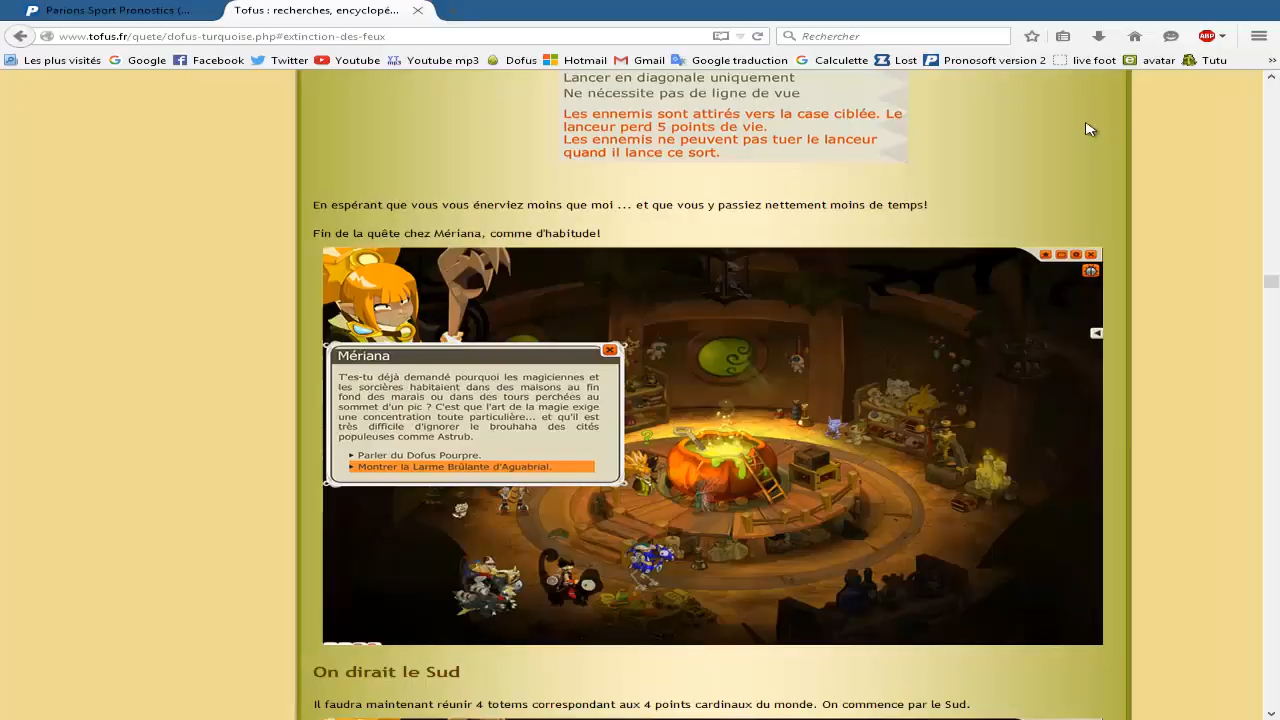 Parions Sport Pronostics (...
Tofus : recherches, encyclopé...
www.tofus.fr/quete/dofus-turquoise.php#extinction-des-feux
Rechercher
ABP
Les plus visités Google Facebook Twitter Youtube Youtube mp3 Dofus Hotmail Gmail Google traduction Calculette Lost Pronosoft version 2 live foot avatar Tutu
Lancer en diagonale uniquement
Ne nécessite pas de ligne de vue
Les ennemis sont attirés vers la case ciblée. Le
lanceur perd 5 points de vie.
Les ennemis ne peuvent pas tuer le lanceur
quand il lance ce sort.
En espérant que vous vous énerviez moins que moi ... et que vous y passiez nettement moins de temps!
Fin de la quête chez Mériana, comme d'habitude!
Mériana
T'es-tu déjà demandé pourquoi les magiciennes et
les sorcières habitaient dans des maisons au fin
fond des marais ou dans des tours perchées au
sommet d'un pic ? C'est que l'art de la magie exige
une concentration toute particulière... et qu'il est
très difficile d'ignorer le brouhaha des cités
populeuses comme Astrub.
Parler du Dofus Pourpre.
Montrer la Larme Brûlante d'Aguabrial.
On dirait le Sud
Il faudra maintenant réunir 4 totems correspondant aux 4 points cardinaux du monde. On commence par le Sud.